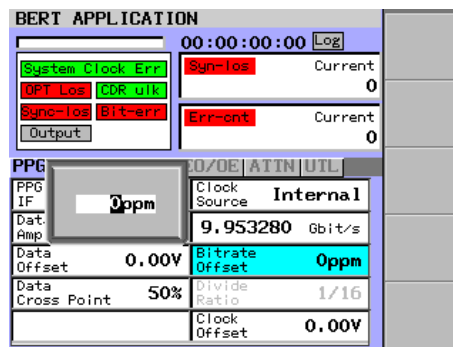 BERT APPLICATION
00:00:00:00 Log
System Clock Err
OPT Los CDR ulk
Sync-los Bit-err
Output
Syn-los Current
0
Err-cnt Current
0
PPG EO/OE ATTN UTL
PPG
IF
0ppm
Clock
Source Internal
Dat
Amp
9.953280 Gbit/s
Data
Offset 0.00V
Bitrate
Offset 0ppm
Data
Cross Point 50%
Divide
Ratio 1/16
Clock
Offset 0.00V